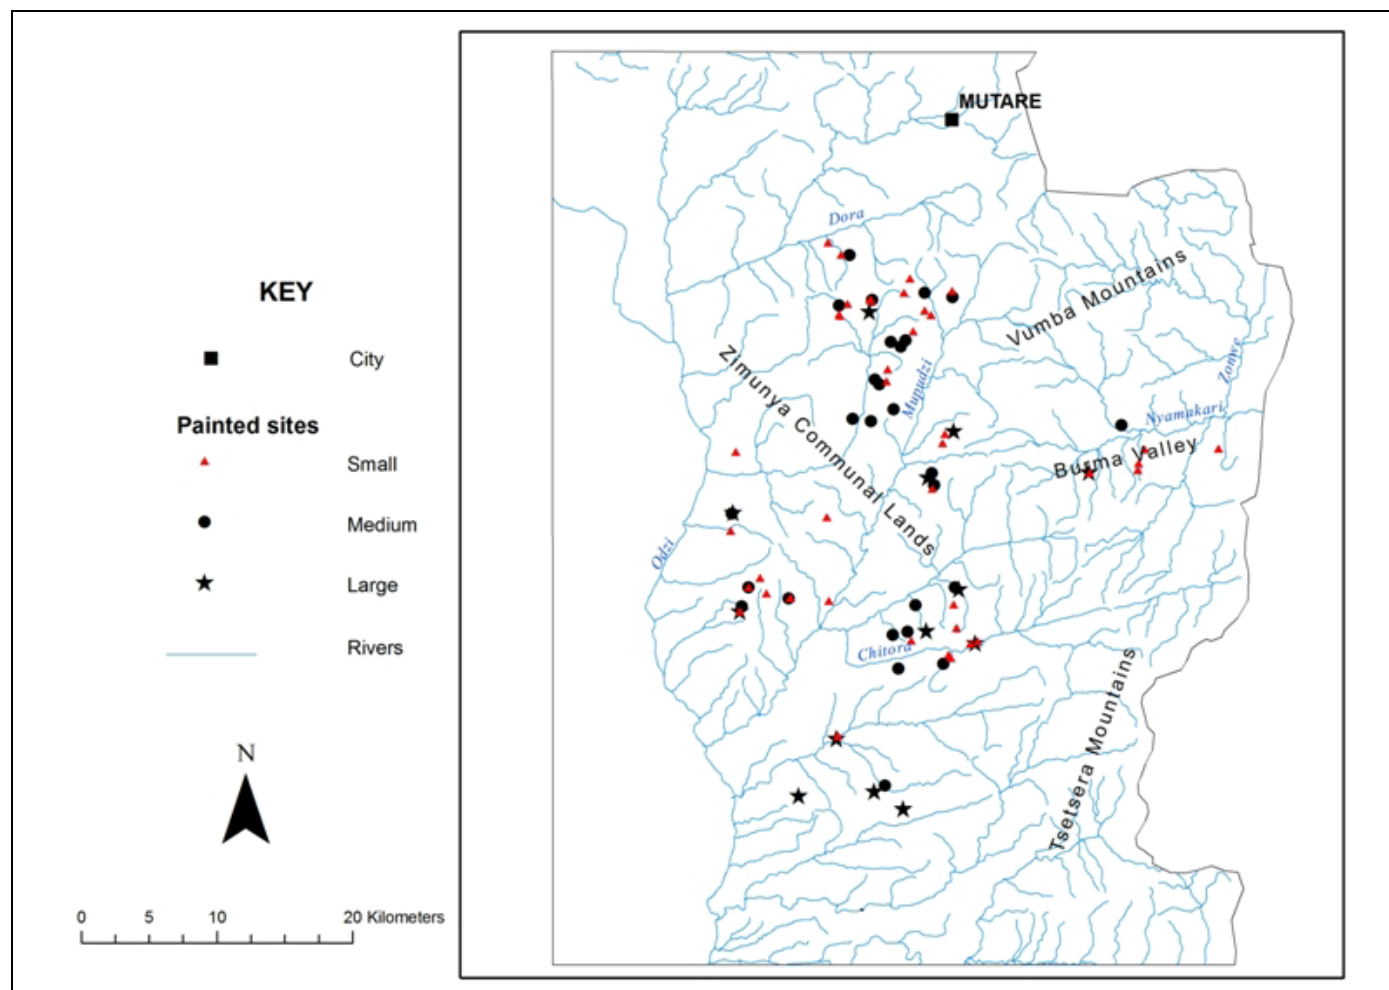 KEY
City
Painted sites
Small
Medium
Large
Rivers
N
0 5 10 20 Kilometers
MUTARE
Dora
Vumba Mountains
Zonwe
Zimunya Communal Lands
Mupudzi
Nyamakari
Burma Valley
Odzi
Chitora
Tsetsera Mountains